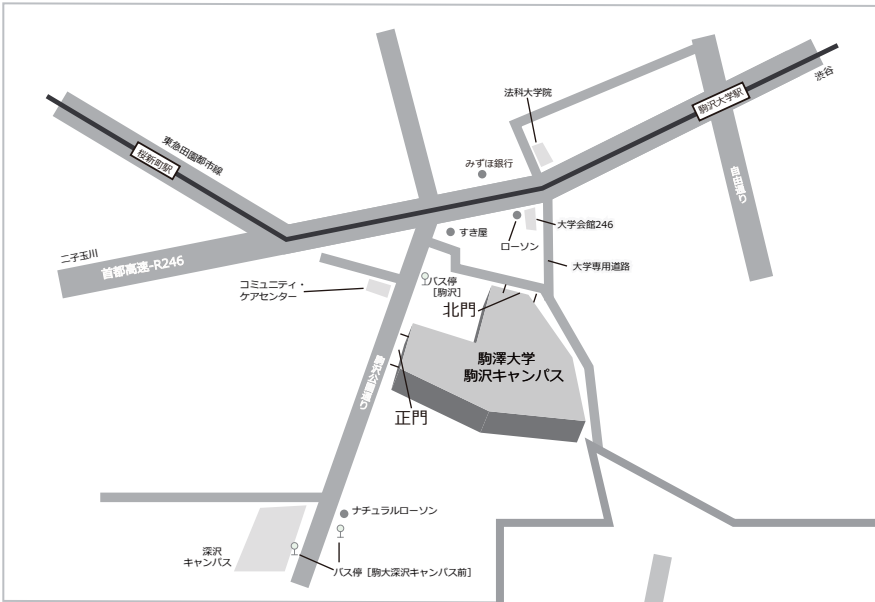 渋谷
駒沢大学駅
法科大学院
東急田園都市線
桜新町駅
みずほ銀行
自由通り
すき屋
ローソン
大学会館246
二子玉川
首都高速-R246
大学専用道路
コミュニティ・
ケアセンター
バス停
[駒沢]
北門
駒澤大学
駒沢キャンパス
駒沢公園通り
正門
ナチュラルローソン
深沢
キャンパス
バス停[駒大深沢キャンパス前]